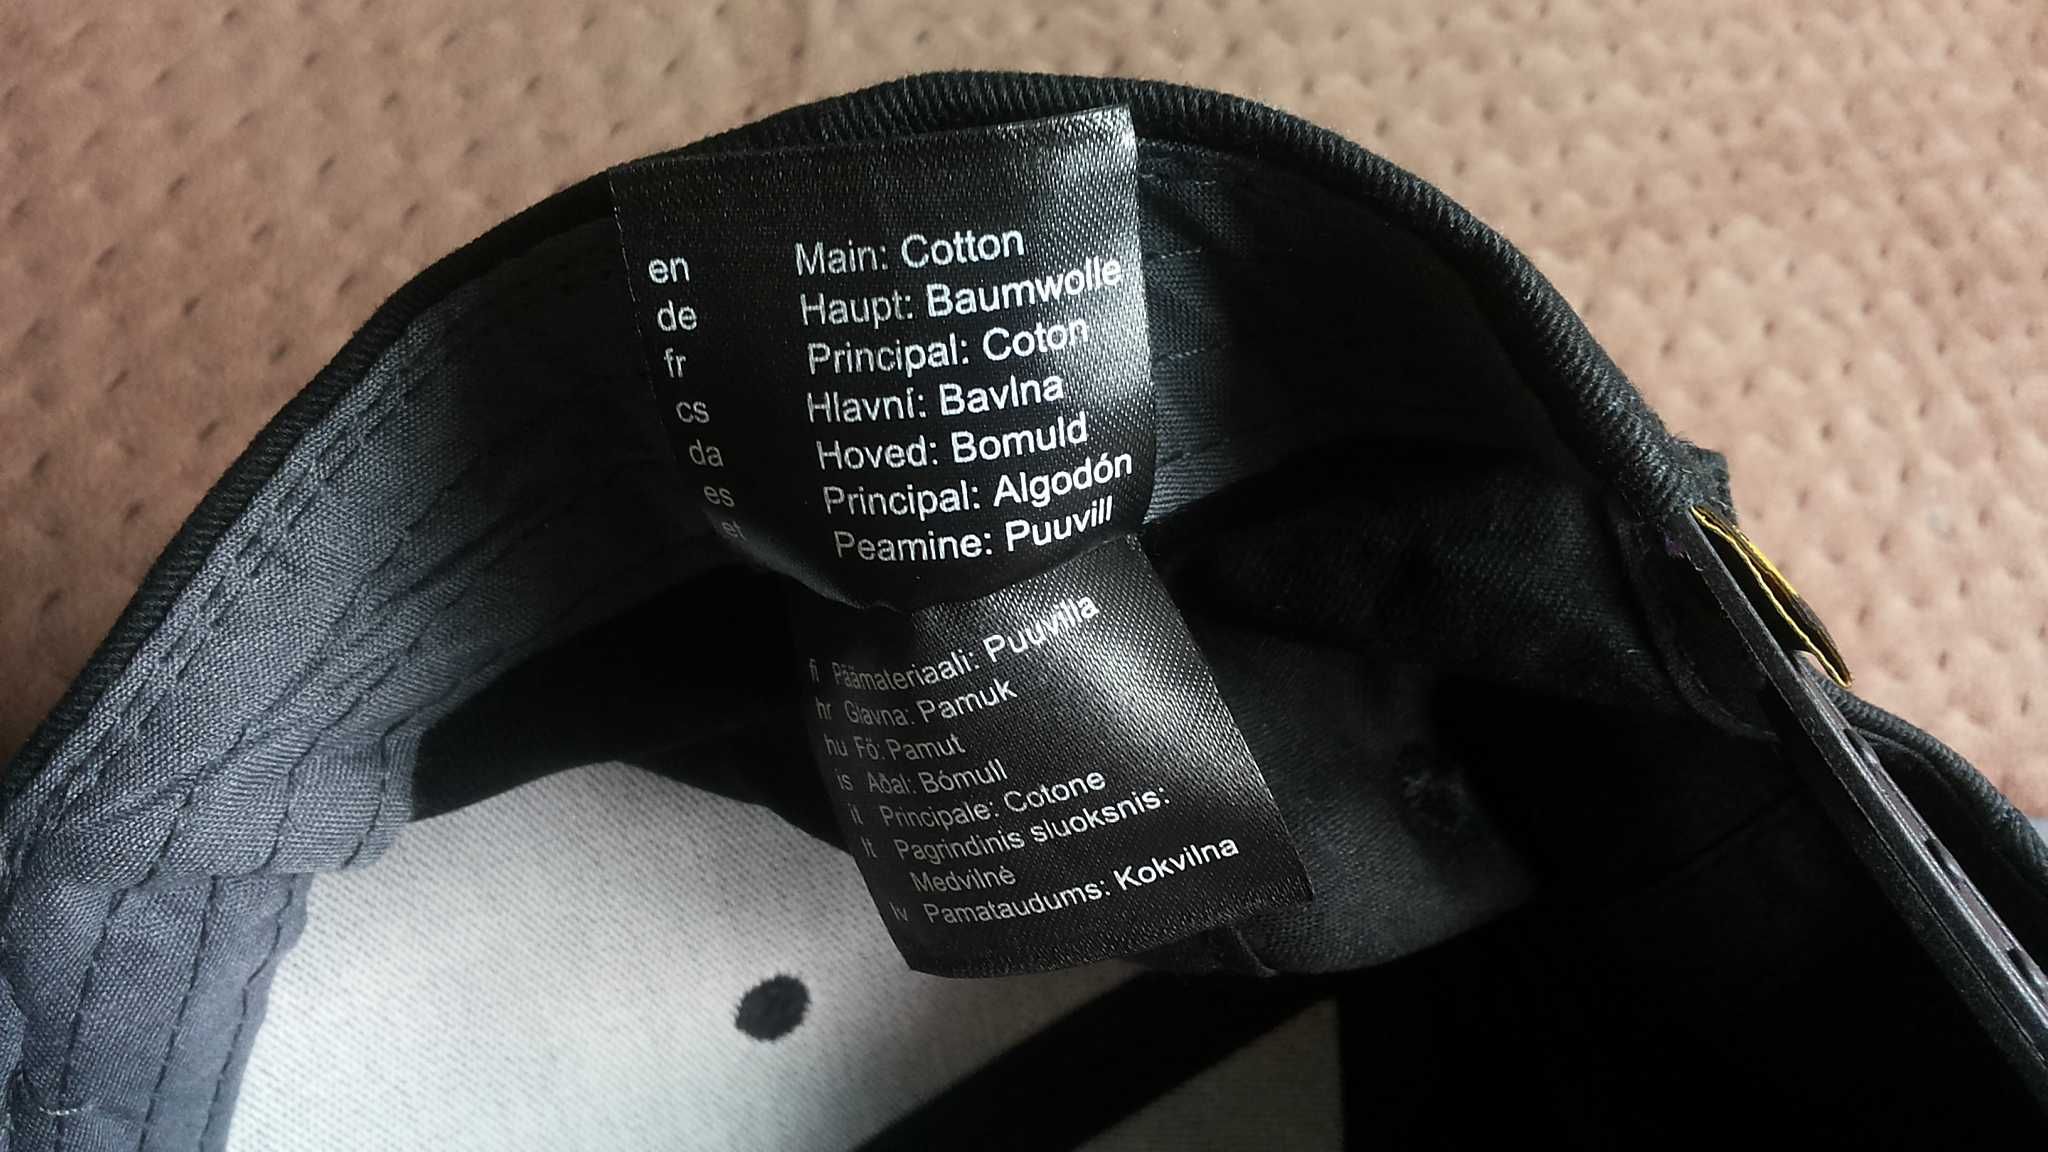 en Main: Cotton
de Haupt: Baumwolle
fr Principal: Coton
cs Hlavní: Bavlna
da Hoved: Bomuld
es Principal: Algodón
et Peamine: Puuvill
fi Päämateriaali: Puuvilla
hr Glavna: Pamuk
hu Fö: Pamut
is Aðal: Bómull
it Principale: Cotone
lt Pagrindinis sluoksnis:
Medvilnė
lv Pamataudums: Kokvilna